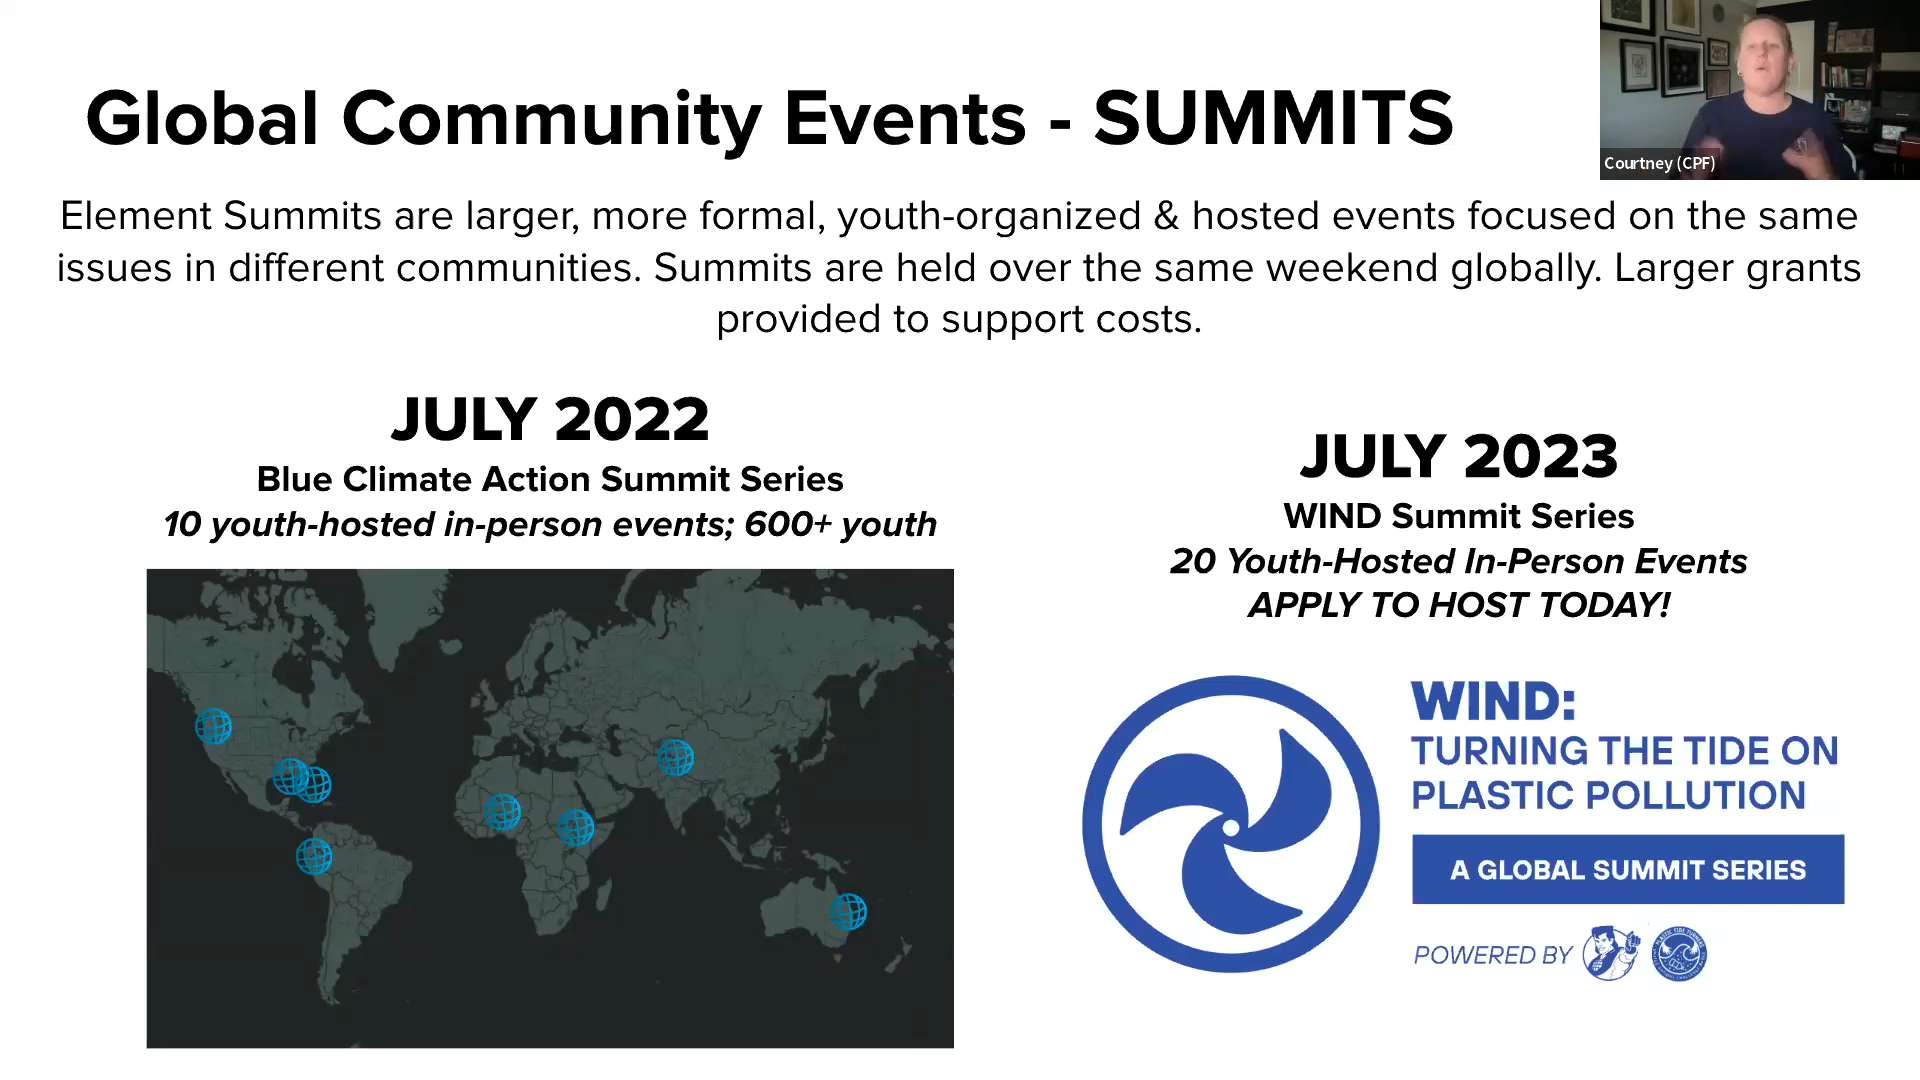 Global Community Events - SUMMITS
Courtney (CPF)
Element Summits are larger, more formal, youth-organized & hosted events focused on the same
issues in different communities. Summits are held over the same weekend globally. Larger grants
provided to support costs.
JULY 2022
Blue Climate Action Summit Series
10 youth-hosted in-person events; 600+ youth
JULY 2023
WIND Summit Series
20 Youth-Hosted In-Person Events
APPLY TO HOST TODAY!
WIND:
TURNING THE TIDE ON
PLASTIC POLLUTION
A GLOBAL SUMMIT SERIES
POWERED BY
PLASTIC TIDE TURNERS